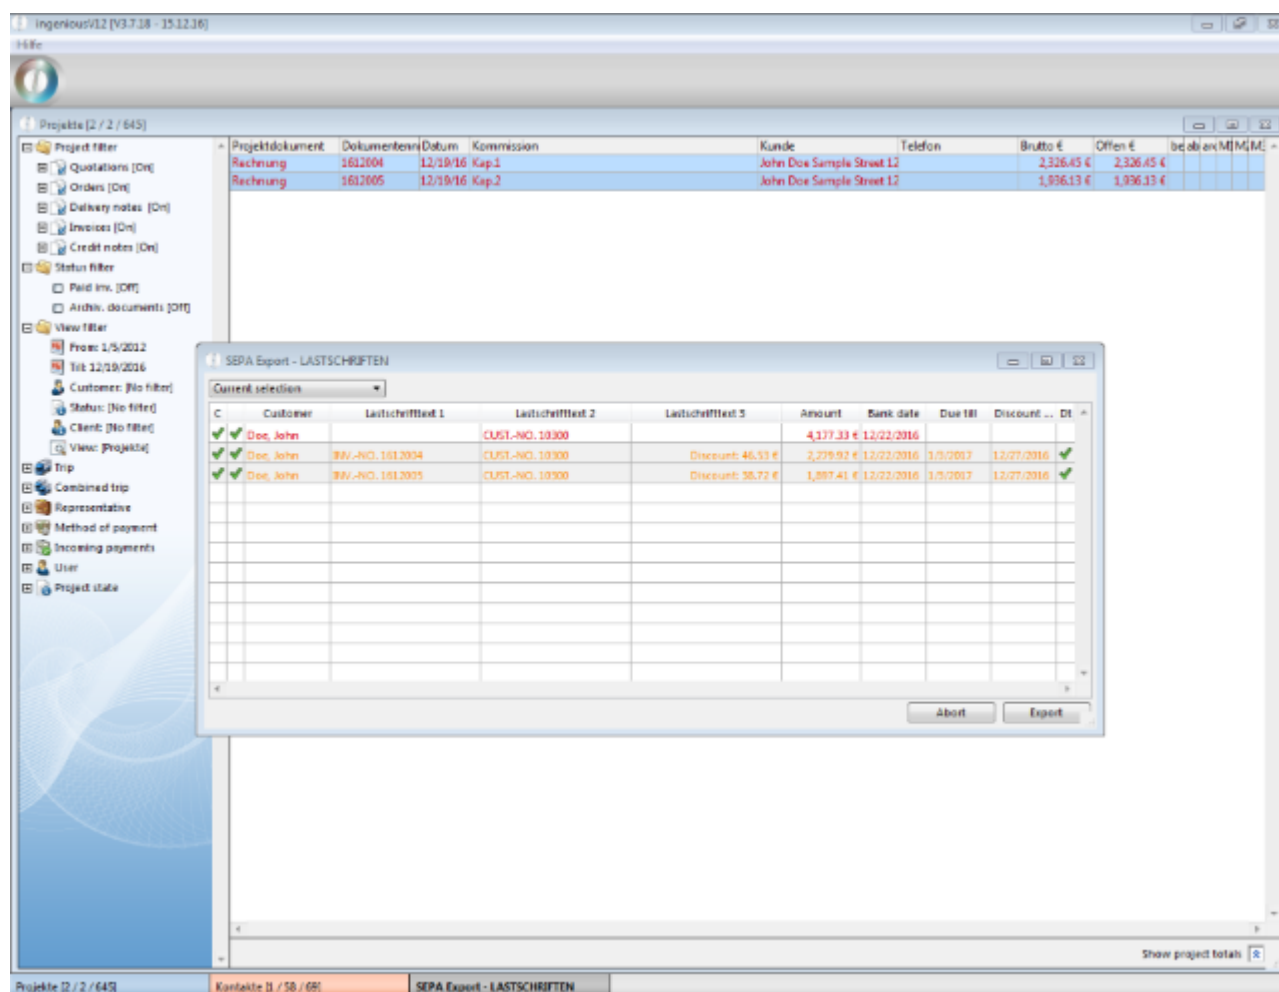 ingeniousV12 [V3.7.18 - 15.12.16]
Hilfe
Projekte [2 / 2 / 645]
Project filter
Quotations [On]
Orders [On]
Delivery notes [On]
Invoices [On]
Credit notes [On]
Status filter
Paid inv. [Off]
Archiv. documents [Off]
View filter
From: 1/5/2012
Till: 12/19/2016
Customer: [No filter]
Status: [No filter]
Client: [No filter]
View: [Projekte]
Trip
Combined trip
Representative
Method of payment
Incoming payments
User
Project state
Projektdokument Dokumentenn Datum Kommission Kunde Telefon Brutto € Offen € be ab
Rechnung 1612004 12/19/16 Kap.1 John Doe Sample Street 12 2,326.45 € 2,326.45 €
Rechnung 1612005 12/19/16 Kap.2 John Doe Sample Street 12 1,936.13 € 1,936.13 €
SEPA Export - LASTSCHRIFTEN
Current selection
C Customer Lastschrifttext 1 Lastschrifttext 2 Lastschrifttext 3 Amount Bank date Due till Discount ... Dt
Doe, John CUST.-NO. 10300 4,177.33 € 12/22/2016
Doe, John INV.-NO. 1612004 CUST.-NO. 10300 Discount: 46.53 € 2,279.92 € 12/22/2016 1/5/2017 12/27/2016
Doe, John INV.-NO. 1612005 CUST.-NO. 10300 Discount: 38.72 € 1,897.41 € 12/22/2016 1/5/2017 12/27/2016
Abort Export
Show project totals
Projekte [2 / 2 / 645] Kontakte [1 / 58 / 69] SEPA Export - LASTSCHRIFTEN